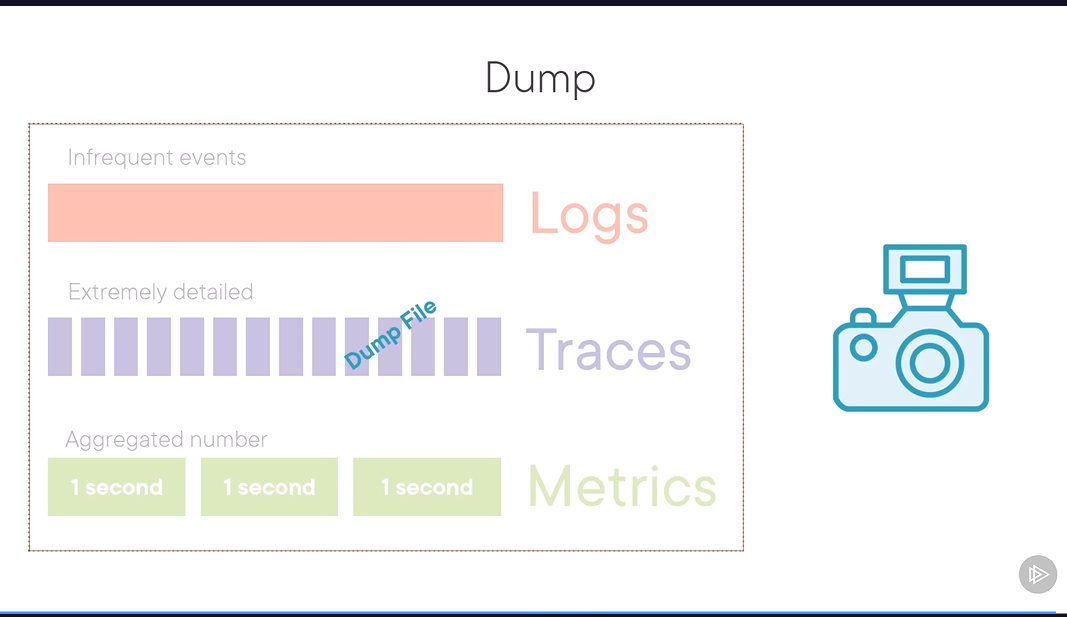 Dump
Infrequent events
Logs
Extremely detailed
Dump File
Traces
Aggregated number
1 second 1 second 1 second
Metrics